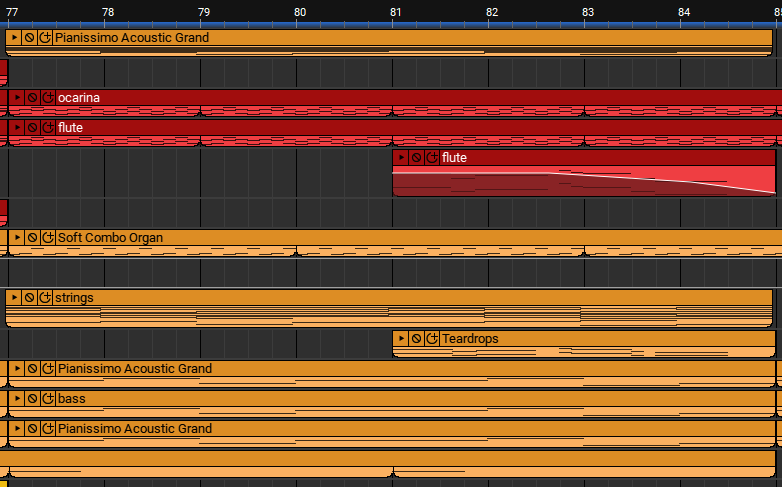 77 78 79 80 81 82 83 84 85
Pianissimo Acoustic Grand
ocarina
flute
flute
Soft Combo Organ
strings
Teardrops
Pianissimo Acoustic Grand
bass
Pianissimo Acoustic Grand